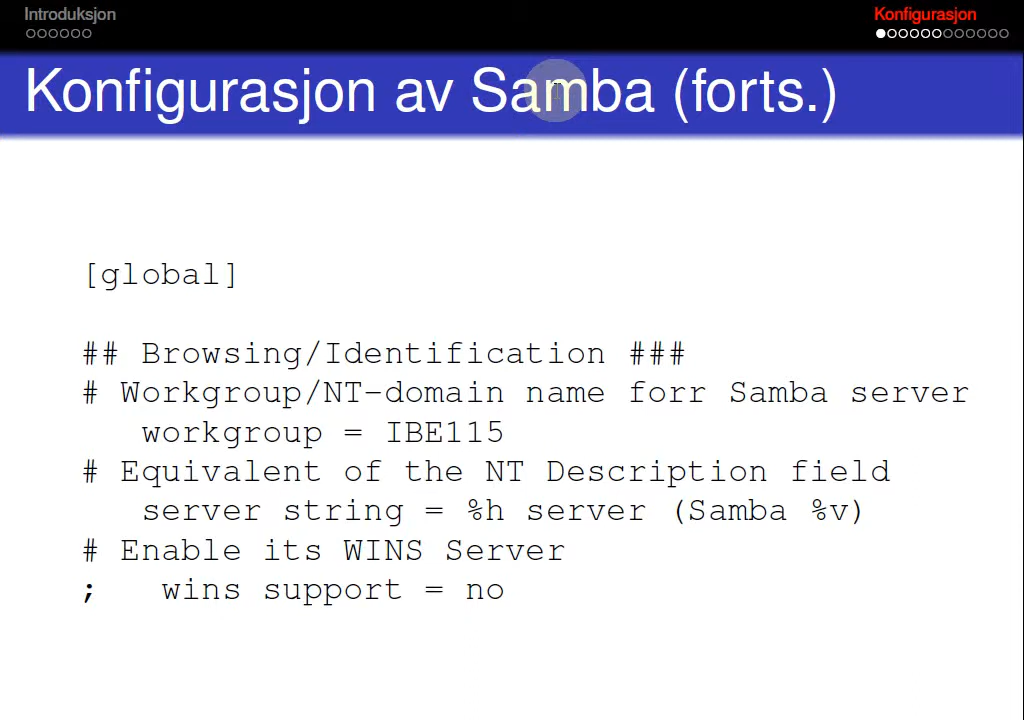 Introduksjon
Konfigurasjon
Konfigurasjon av Samba (forts.)
[global]
## Browsing/Identification ###
# Workgroup/NT-domain name forr Samba server
workgroup = IBE115
# Equivalent of the NT Description field
server string = %h server (Samba %v)
# Enable its WINS Server
;   wins support = no